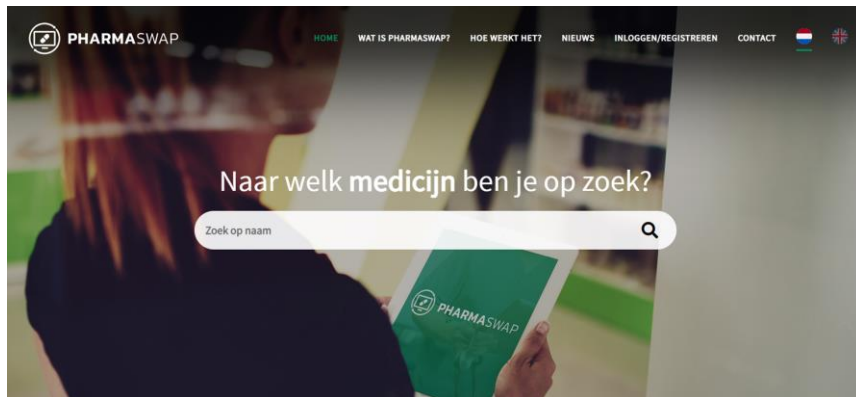 PHARMASWAP
HOME WAT IS PHARMASWAP? HOE WERKT HET? NIEUWS INLOGGEN/REGISTREREN CONTACT
Naar welk medicijn ben je op zoek?
Zoek op naam
PHARMASWAP